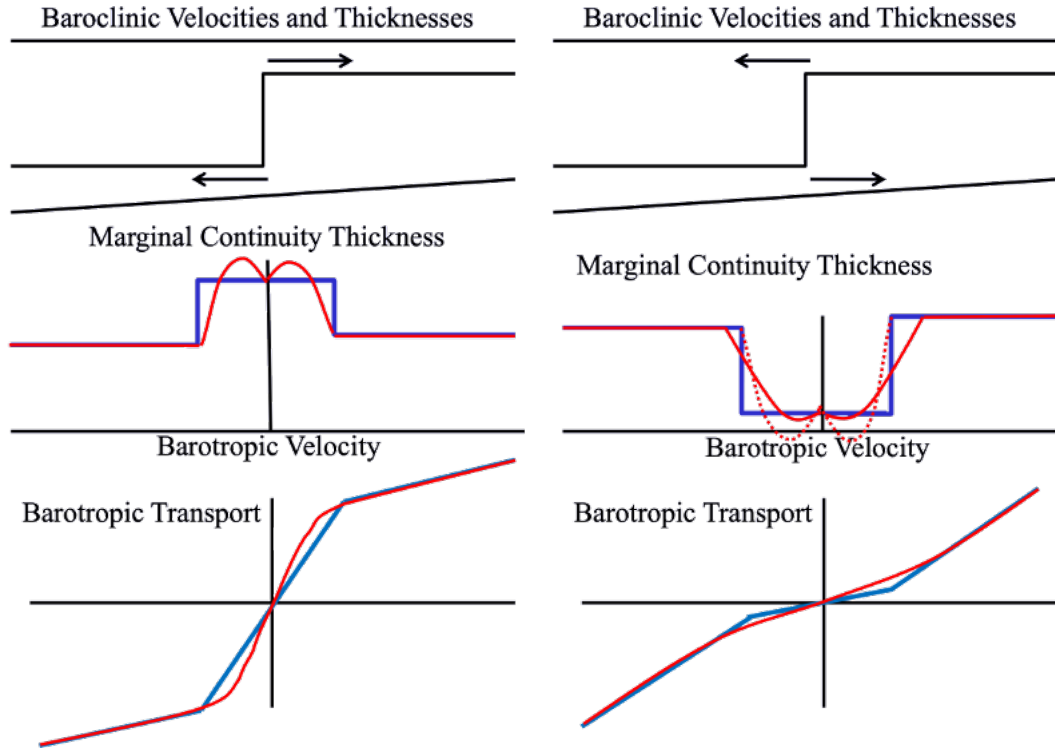 Baroclinic Velocities and Thicknesses
Marginal Continuity Thickness
Barotropic Velocity
Barotropic Transport
Baroclinic Velocities and Thicknesses
Marginal Continuity Thickness
Barotropic Velocity
Barotropic Transport